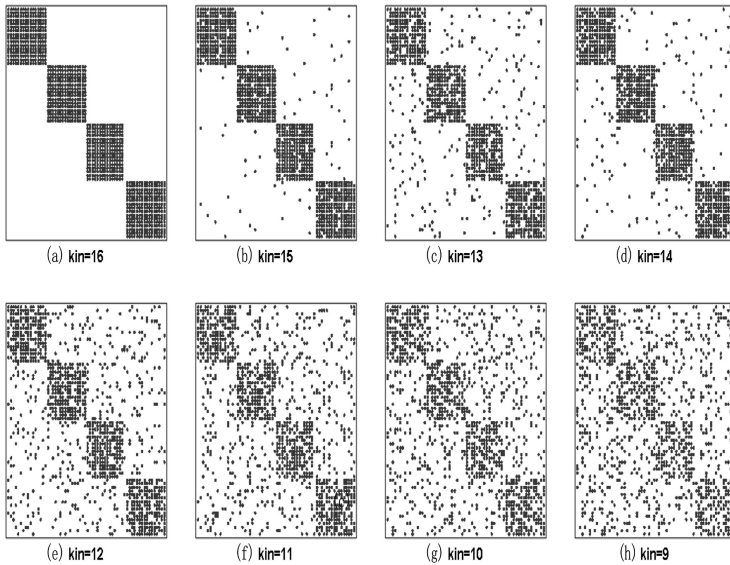 (a) kin=16
(b) kin=15
(c) kin=13
(d) kin=14
(e) kin=12
(f) kin=11
(g) kin=10
(h) kin=9